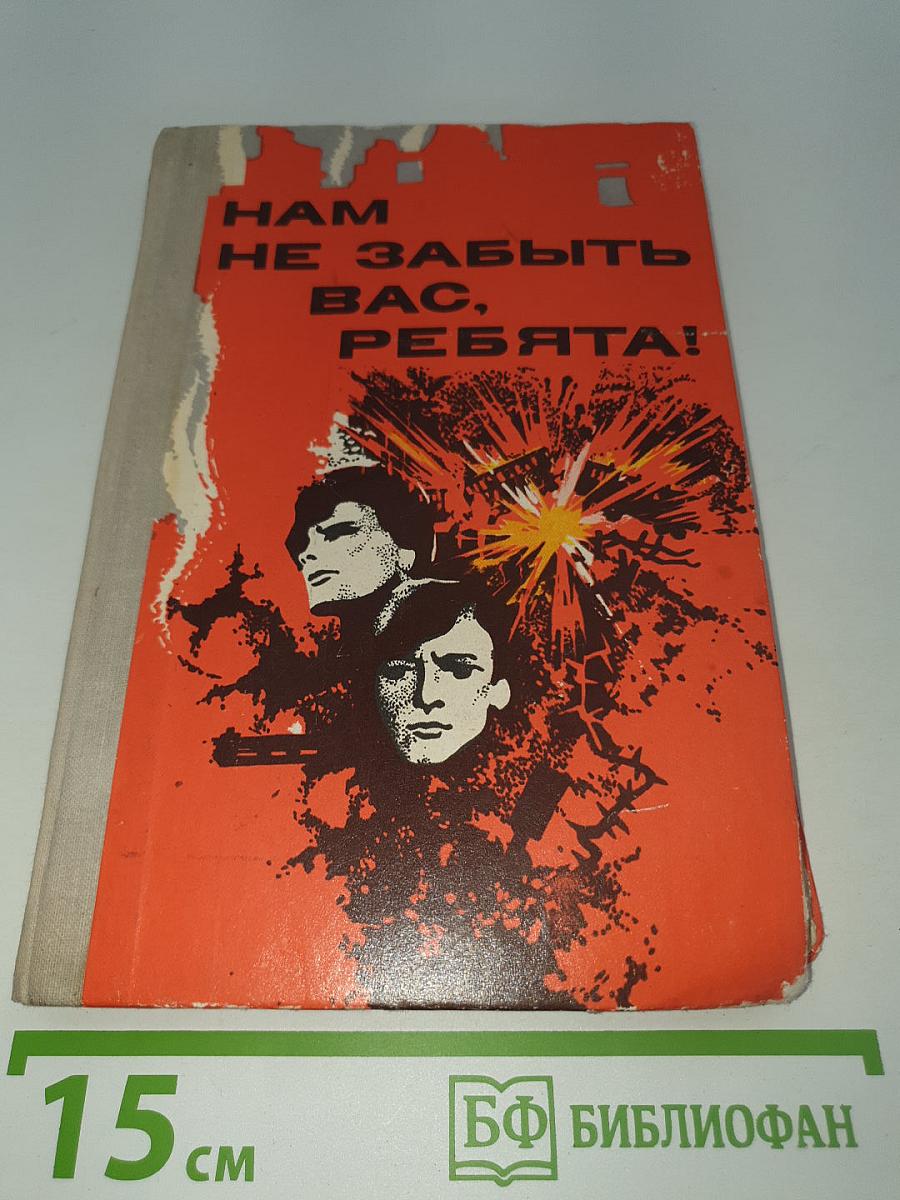 НАМ
НЕ ЗАБЫТЬ
ВАС,
РЕБЯТА!
15 см
БФ БИБЛИОФАН